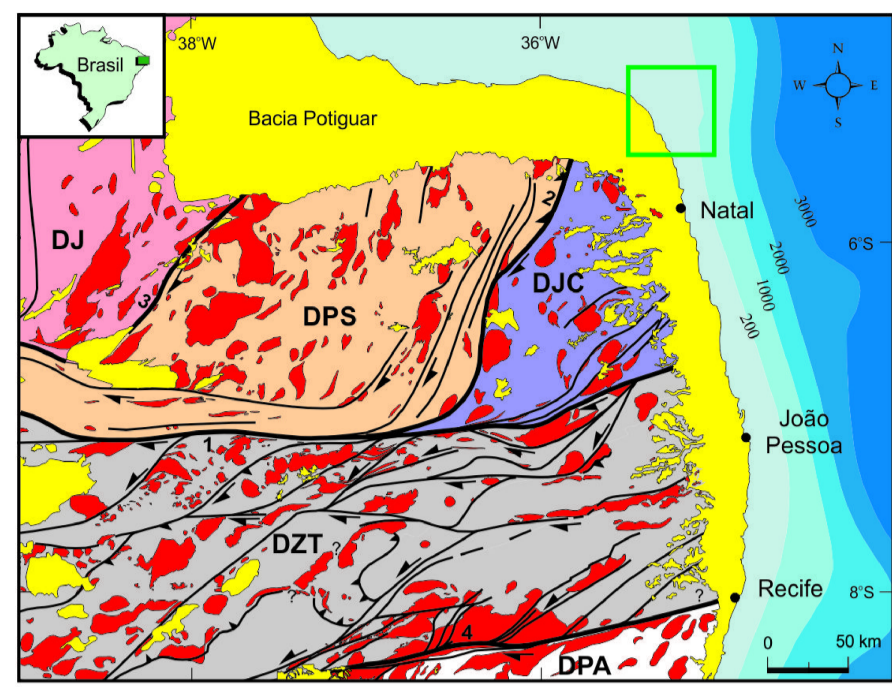 38°W
36°W
Brasil
N
W
E
S
Bacia Potiguar
Natal
2
3000
6°S
DJ
DJC
2000
3
DPS
1000
200
João
Pessoa
1
DZT
?
?
Recife
8°S
?
4
0
50 km
DPA